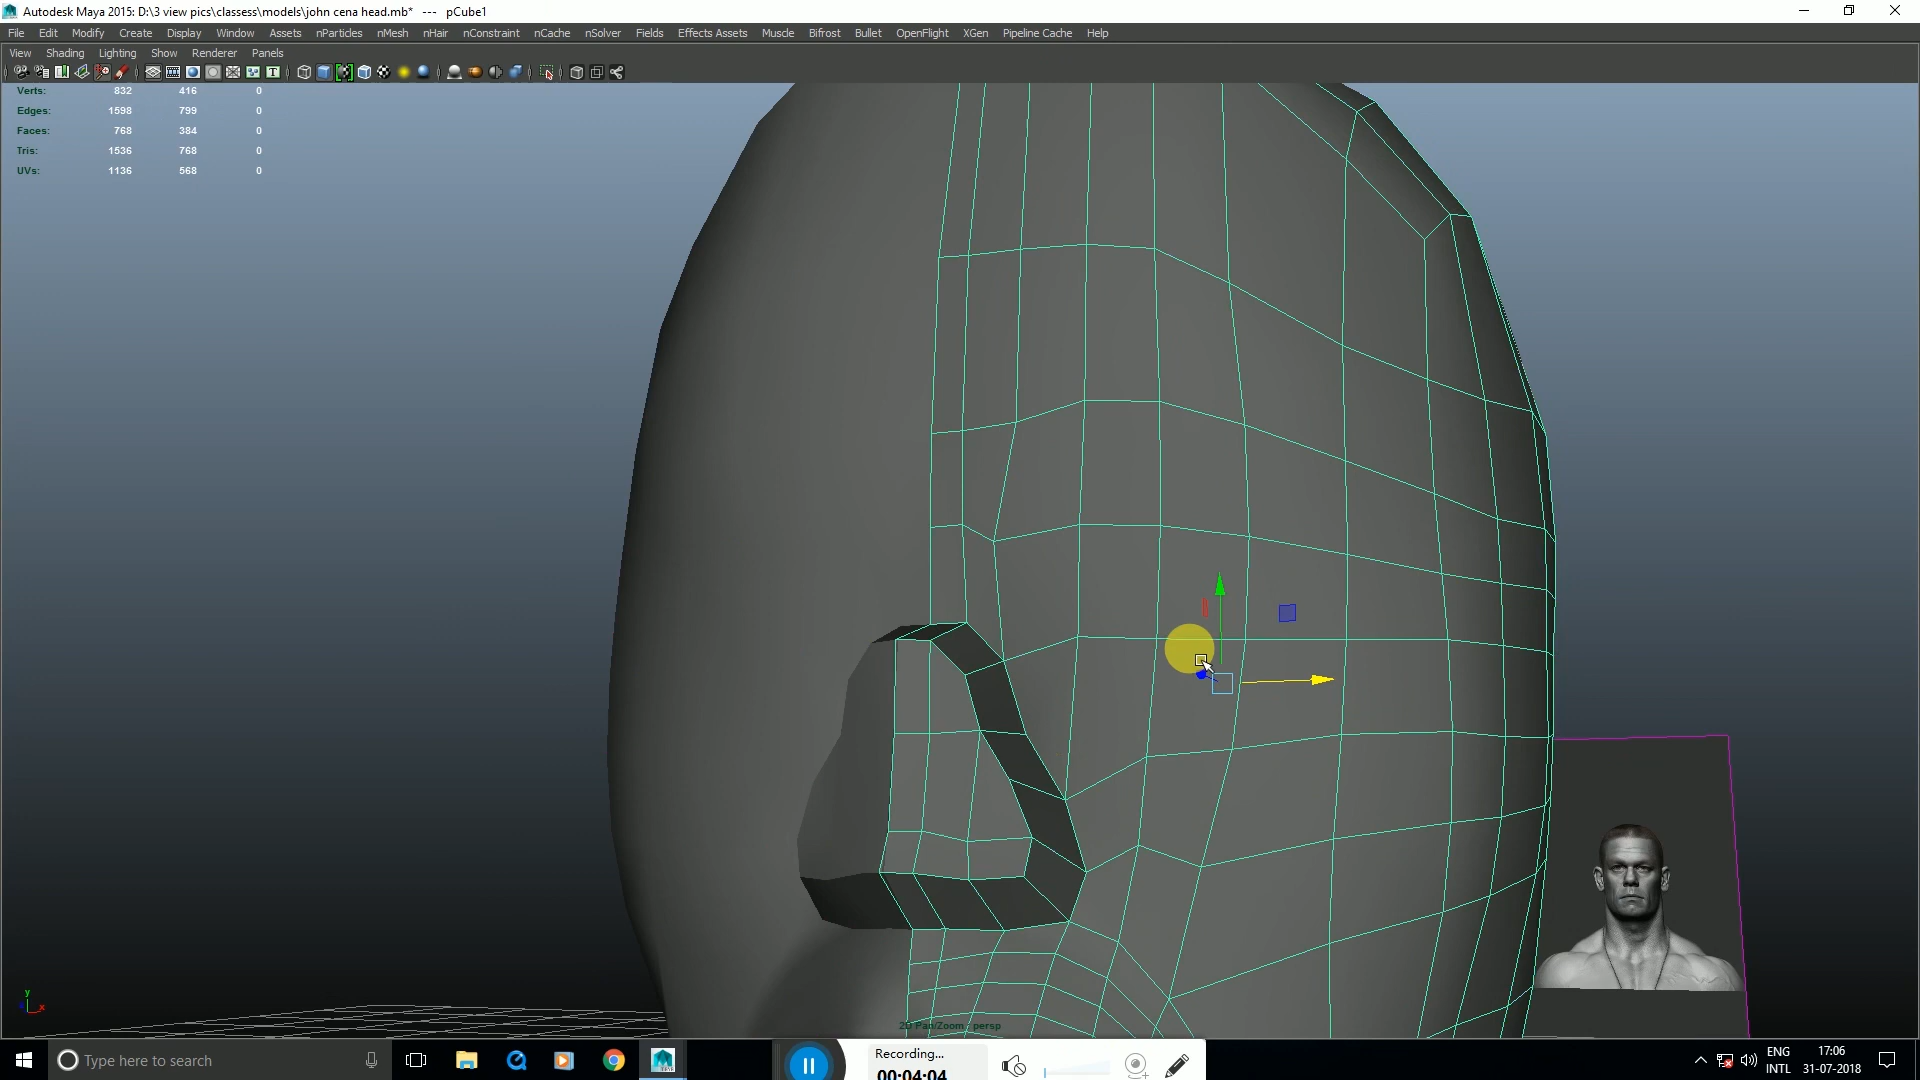 Autodesk Maya 2015: D:\3 view pics\classess\models\john cena head.mb* --- pCube1
File Edit Modify Create Display Window Assets nParticles nMesh nHair nConstraint nCache nSolver Fields Effects Assets Muscle Bifrost Bullet OpenFlight XGen Pipeline Cache Help
View Shading Lighting Show Renderer Panels
Verts: 832 416 0
Edges: 1598 799 0
Faces: 768 384 0
Tris: 1536 768 0
UVs: 1136 568 0
y
x
2D Pan/Zoom : persp
Type here to search
Recording...
00:04:04
ENG
INTL
17:06
31-07-2018